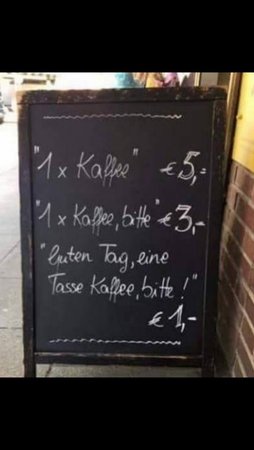 "1 x Kaffee" € 5,-
"1 x Kaffee, bitte" € 3,-
"Guten Tag, eine
Tasse Kaffee, bitte!"
€ 1,-